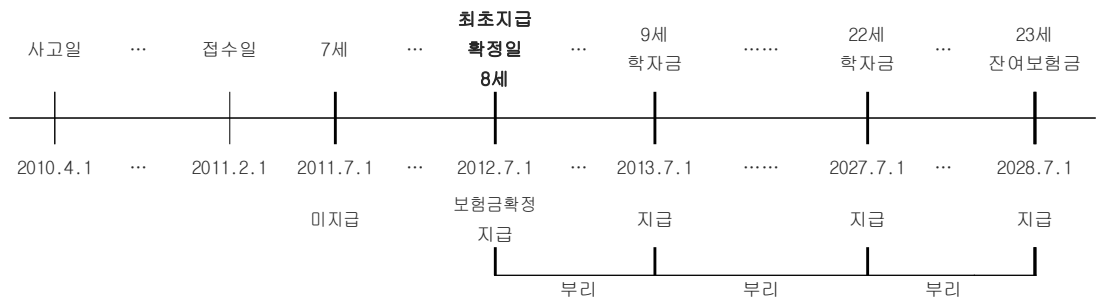 최초지급
확정일
8세
사고일 … 접수일 7세 … … 9세 …… 22세 … 23세
학자금 학자금 잔여보험금
2010.4.1 … 2011.2.1 2011.7.1 … 2012.7.1 … 2013.7.1 …… 2027.7.1 … 2028.7.1
미지급 보험금확정 지급 지급 지급
지급
부리 부리 부리